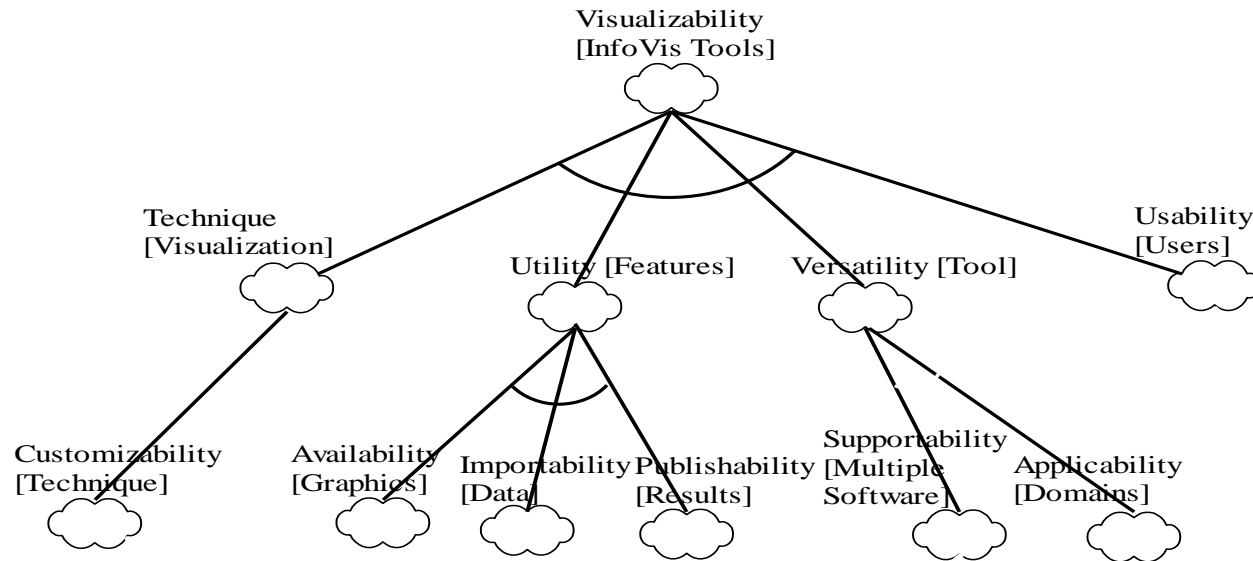 Visualizability
[InfoVis Tools]
Technique
[Visualization]
Utility [Features]
Versatility [Tool]
Usability
[Users]
Customizability
[Technique]
Availability
[Graphics]
Importability
[Data]
Publishability
[Results]
Supportability
[Multiple
Software]
Applicability
[Domains]